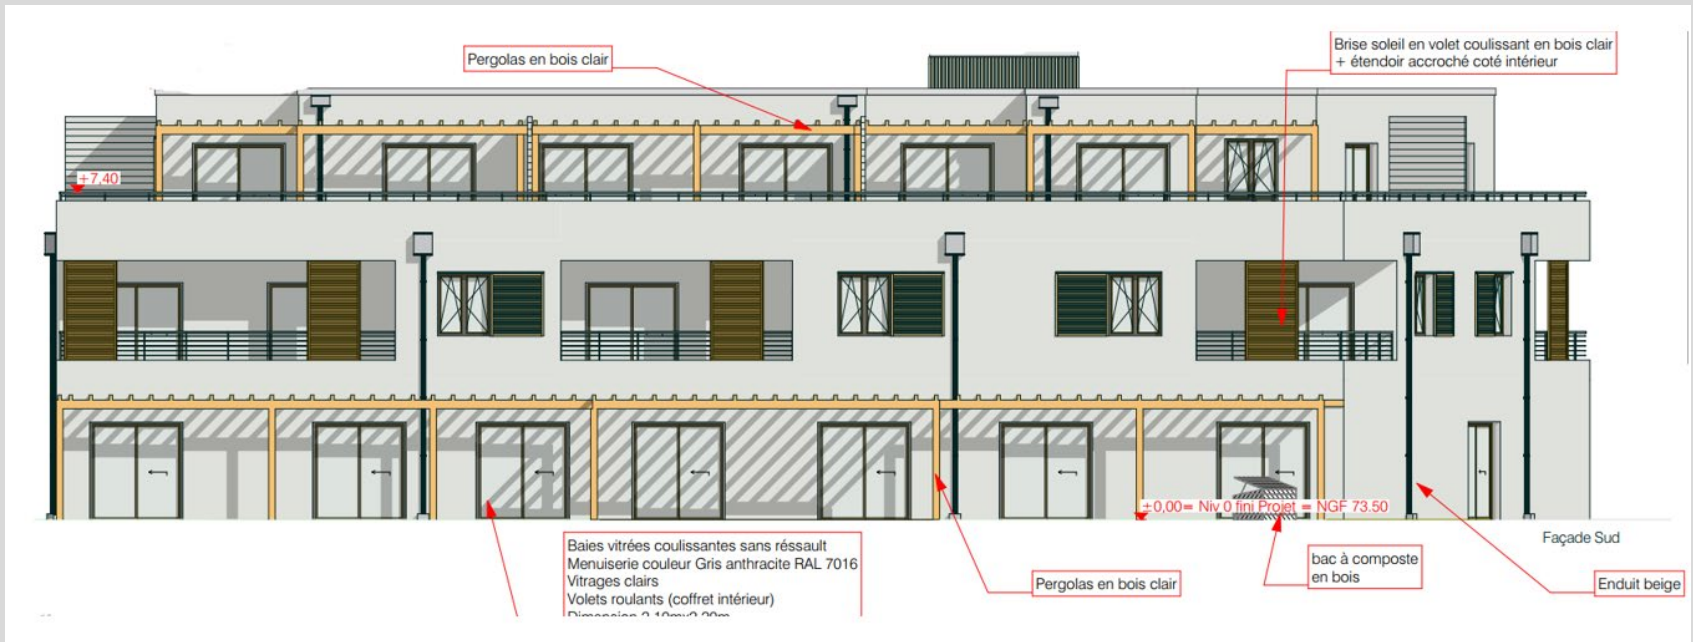 Pergolas en bois clair
Brise soleil en volet coulissant en bois clair
+ étendoir accroché coté intérieur
+7,40
±0,00= Niv 0 fini Projet = NGF 73.50
Façade Sud
Baies vitrées coulissantes sans réssault
Menuiserie couleur Gris anthracite RAL 7016
Vitrages clairs
Volets roulants (coffret intérieur)
Pergolas en bois clair
bac à composte
en bois
Enduit beige